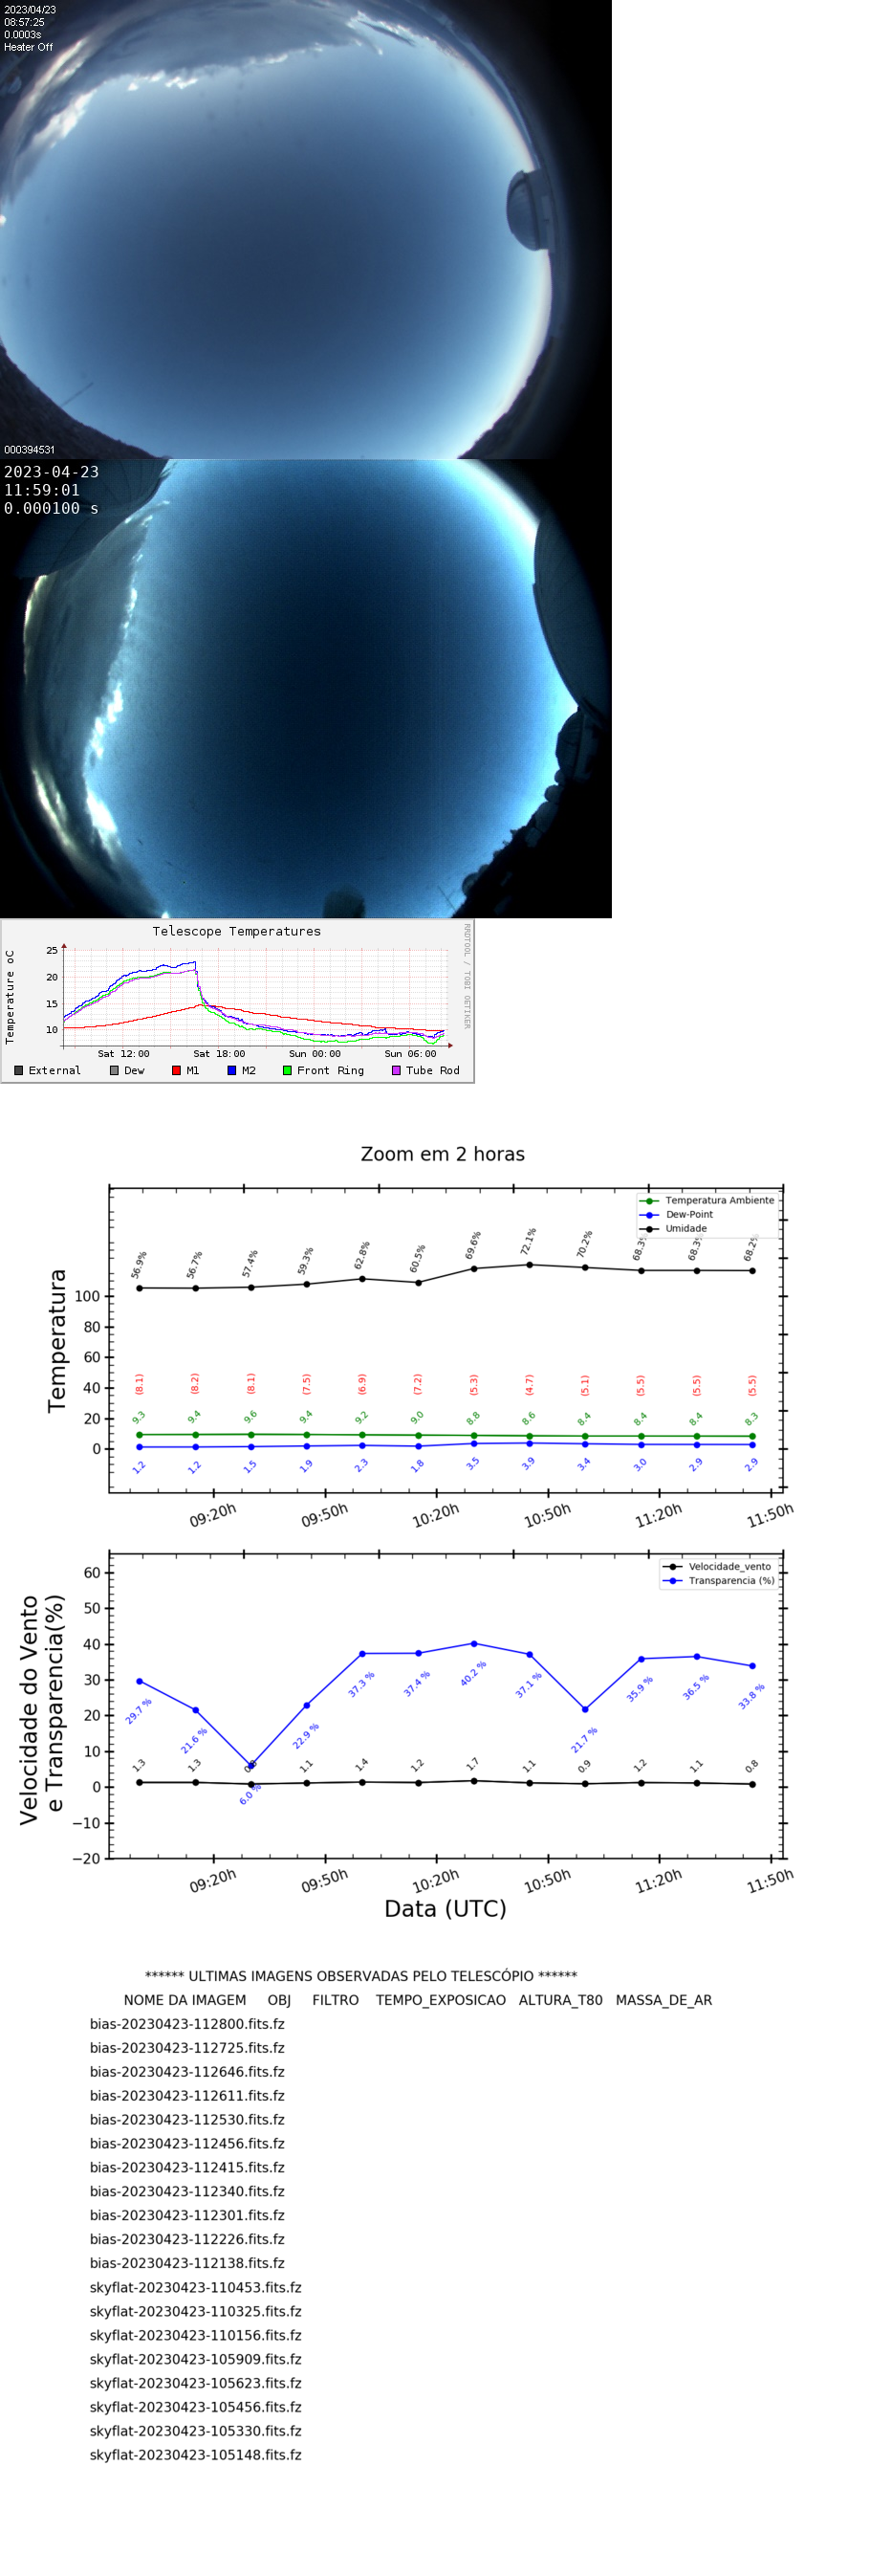 2023/04/23
08:57:25
0.0003s
Heater Off
000394531
2023-04-23
11:59:01
0.000100 s
Telescope Temperatures
RRDTOOL / TOBI OETIKER
Temperature oC
25
20
15
10
Sat 12:00 Sat 18:00 Sun 00:00 Sun 06:00
External Dew M1 M2 Front Ring Tube Rod
Zoom em 2 horas
Temperatura Ambiente
Dew-Point
Umidade
56.9% 56.7% 57.4% 59.3% 62.8% 60.5% 69.6% 72.1% 70.2% 68.3% 68.3% 68.2%
Temperatura
100
80
60
40
20
0
(8.1) (8.2) (8.1) (7.5) (6.9) (7.2) (5.3) (4.7) (5.1) (5.5) (5.5) (5.5)
9.3 9.4 9.6 9.4 9.2 9.0 8.8 8.6 8.4 8.4 8.4 8.3
1.2 1.2 1.5 1.9 2.3 1.8 3.5 3.9 3.4 3.0 2.9 2.9
09:20h 09:50h 10:20h 10:50h 11:20h 11:50h
Velocidade_vento
Transparencia (%)
Velocidade do Vento
e Transparencia(%)
60
50
40
30
20
10
0
−10
−20
29.7 % 21.6 % 6.0 % 22.9 % 37.3 % 37.4 % 40.2 % 37.1 % 21.7 % 35.9 % 36.5 % 33.8 %
1.3 1.3 1.1 1.4 1.2 1.7 1.1 0.9 1.2 1.1 0.8
09:20h 09:50h 10:20h 10:50h 11:20h 11:50h
Data (UTC)
****** ULTIMAS IMAGENS OBSERVADAS PELO TELESCÓPIO ******
NOME DA IMAGEM OBJ FILTRO TEMPO_EXPOSICAO ALTURA_T80 MASSA_DE_AR
bias-20230423-112800.fits.fz
bias-20230423-112725.fits.fz
bias-20230423-112646.fits.fz
bias-20230423-112611.fits.fz
bias-20230423-112530.fits.fz
bias-20230423-112456.fits.fz
bias-20230423-112415.fits.fz
bias-20230423-112340.fits.fz
bias-20230423-112301.fits.fz
bias-20230423-112226.fits.fz
bias-20230423-112138.fits.fz
skyflat-20230423-110453.fits.fz
skyflat-20230423-110325.fits.fz
skyflat-20230423-110156.fits.fz
skyflat-20230423-105909.fits.fz
skyflat-20230423-105623.fits.fz
skyflat-20230423-105456.fits.fz
skyflat-20230423-105330.fits.fz
skyflat-20230423-105148.fits.fz